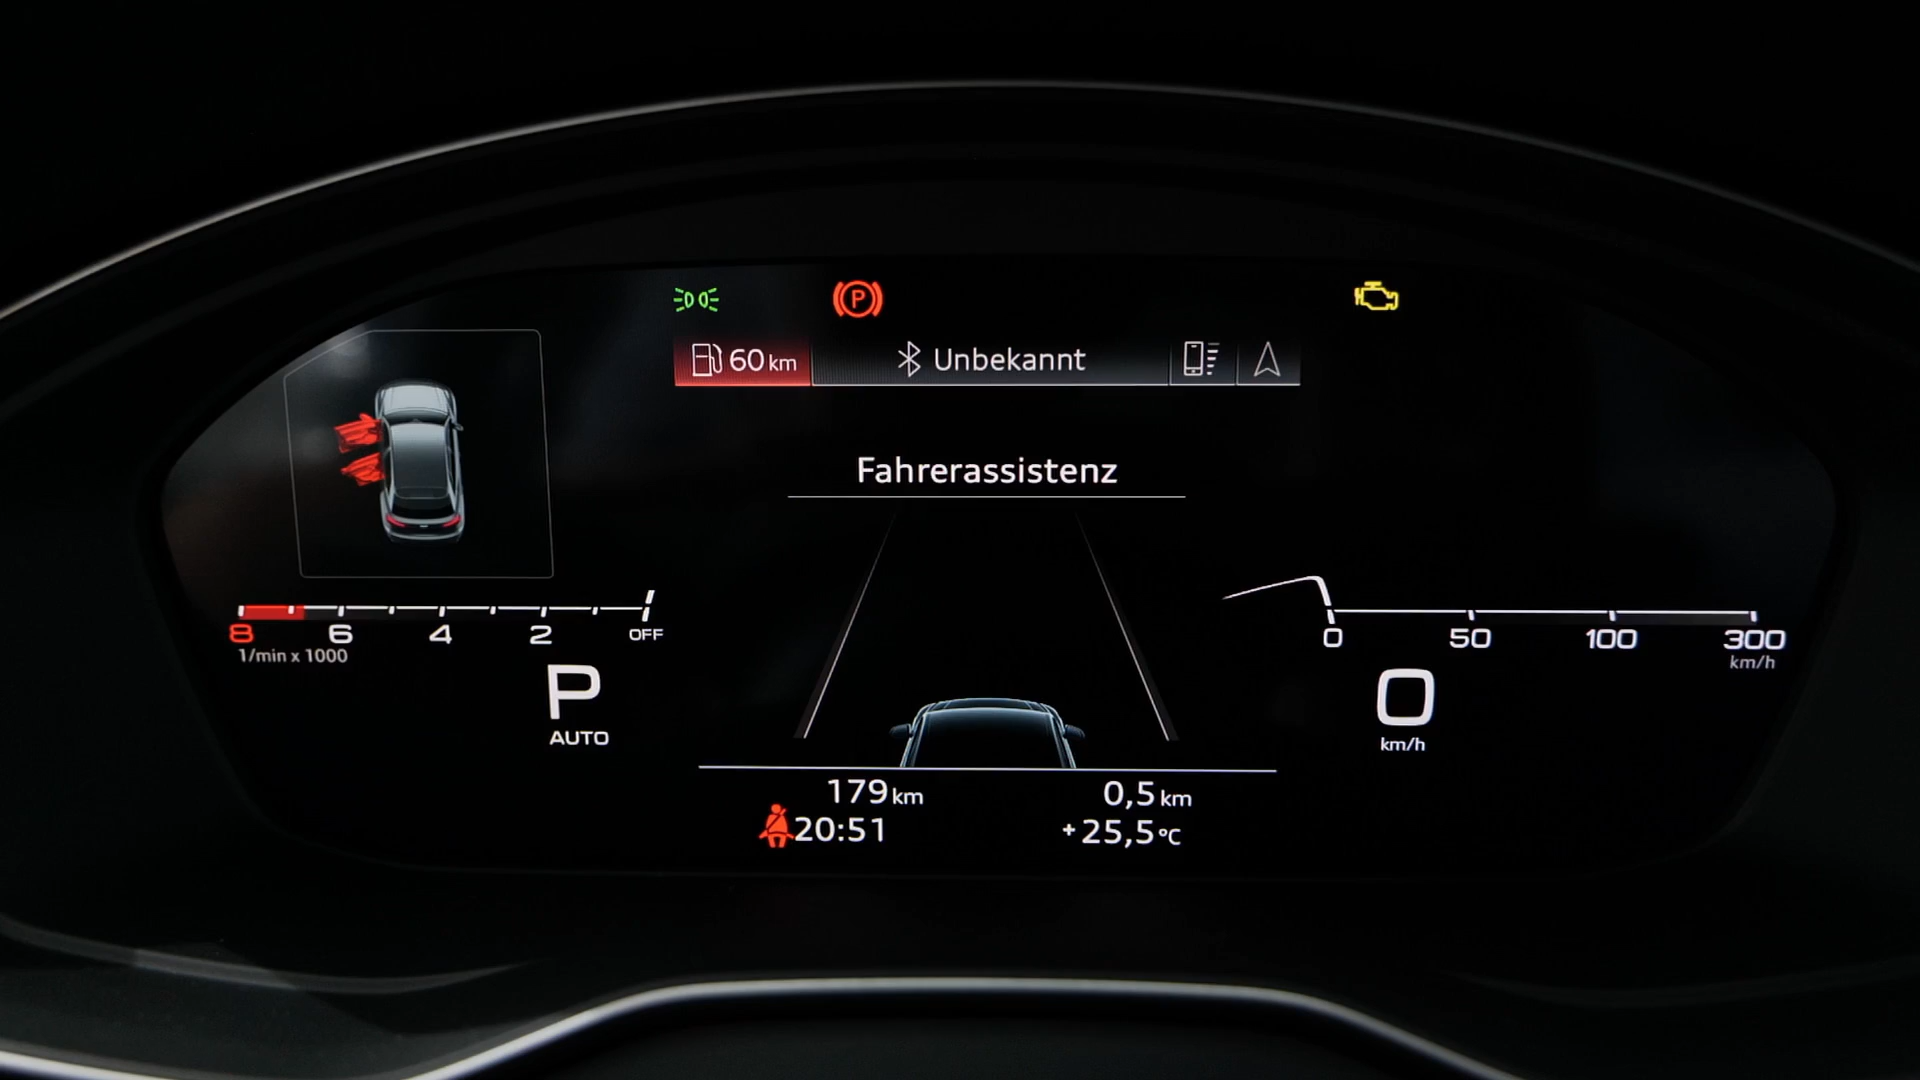 P
60 km
Unbekannt
Fahrerassistenz
8 6 4 2 OFF
1/min x 1000
0 50 100 300
km/h
P
AUTO
0
km/h
179 km 0,5 km
20:51 +25,5 °C